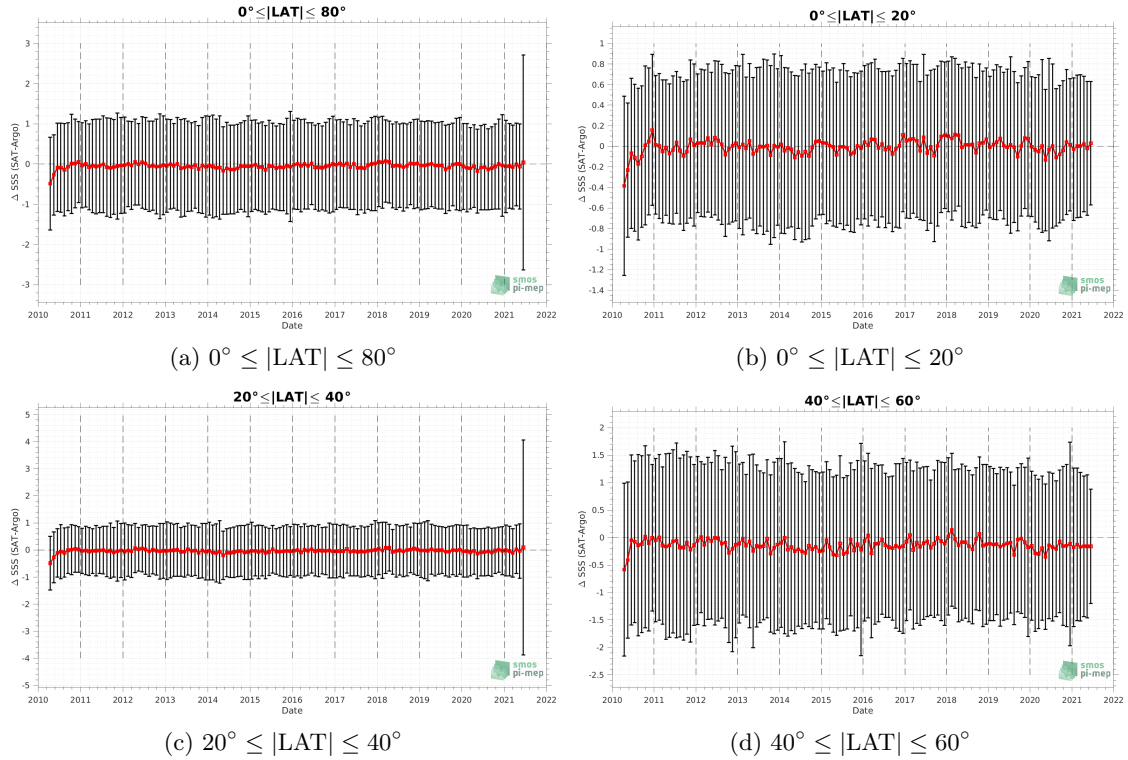 0°≤|LAT|≤ 80°
Δ SSS (SAT-Argo)
3
2
1
0
-1
-2
-3
smos
pi-mep
2010 2011 2012 2013 2014 2015 2016 2017 2018 2019 2020 2021 2022
Date
(a) 0° ≤ |LAT| ≤ 80°
0°≤|LAT|≤ 20°
Δ SSS (SAT-Argo)
1
0.8
0.6
0.4
0.2
0
-0.2
-0.4
-0.6
-0.8
-1
-1.2
-1.4
smos
pi-mep
2010 2011 2012 2013 2014 2015 2016 2017 2018 2019 2020 2021 2022
Date
(b) 0° ≤ |LAT| ≤ 20°
20°≤|LAT|≤ 40°
Δ SSS (SAT-Argo)
5
4
3
2
1
0
-1
-2
-3
-4
-5
smos
pi-mep
2010 2011 2012 2013 2014 2015 2016 2017 2018 2019 2020 2021 2022
Date
(c) 20° ≤ |LAT| ≤ 40°
40°≤|LAT|≤ 60°
Δ SSS (SAT-Argo)
2
1.5
1
0.5
0
-0.5
-1
-1.5
-2
-2.5
smos
pi-mep
2010 2011 2012 2013 2014 2015 2016 2017 2018 2019 2020 2021 2022
Date
(d) 40° ≤ |LAT| ≤ 60°